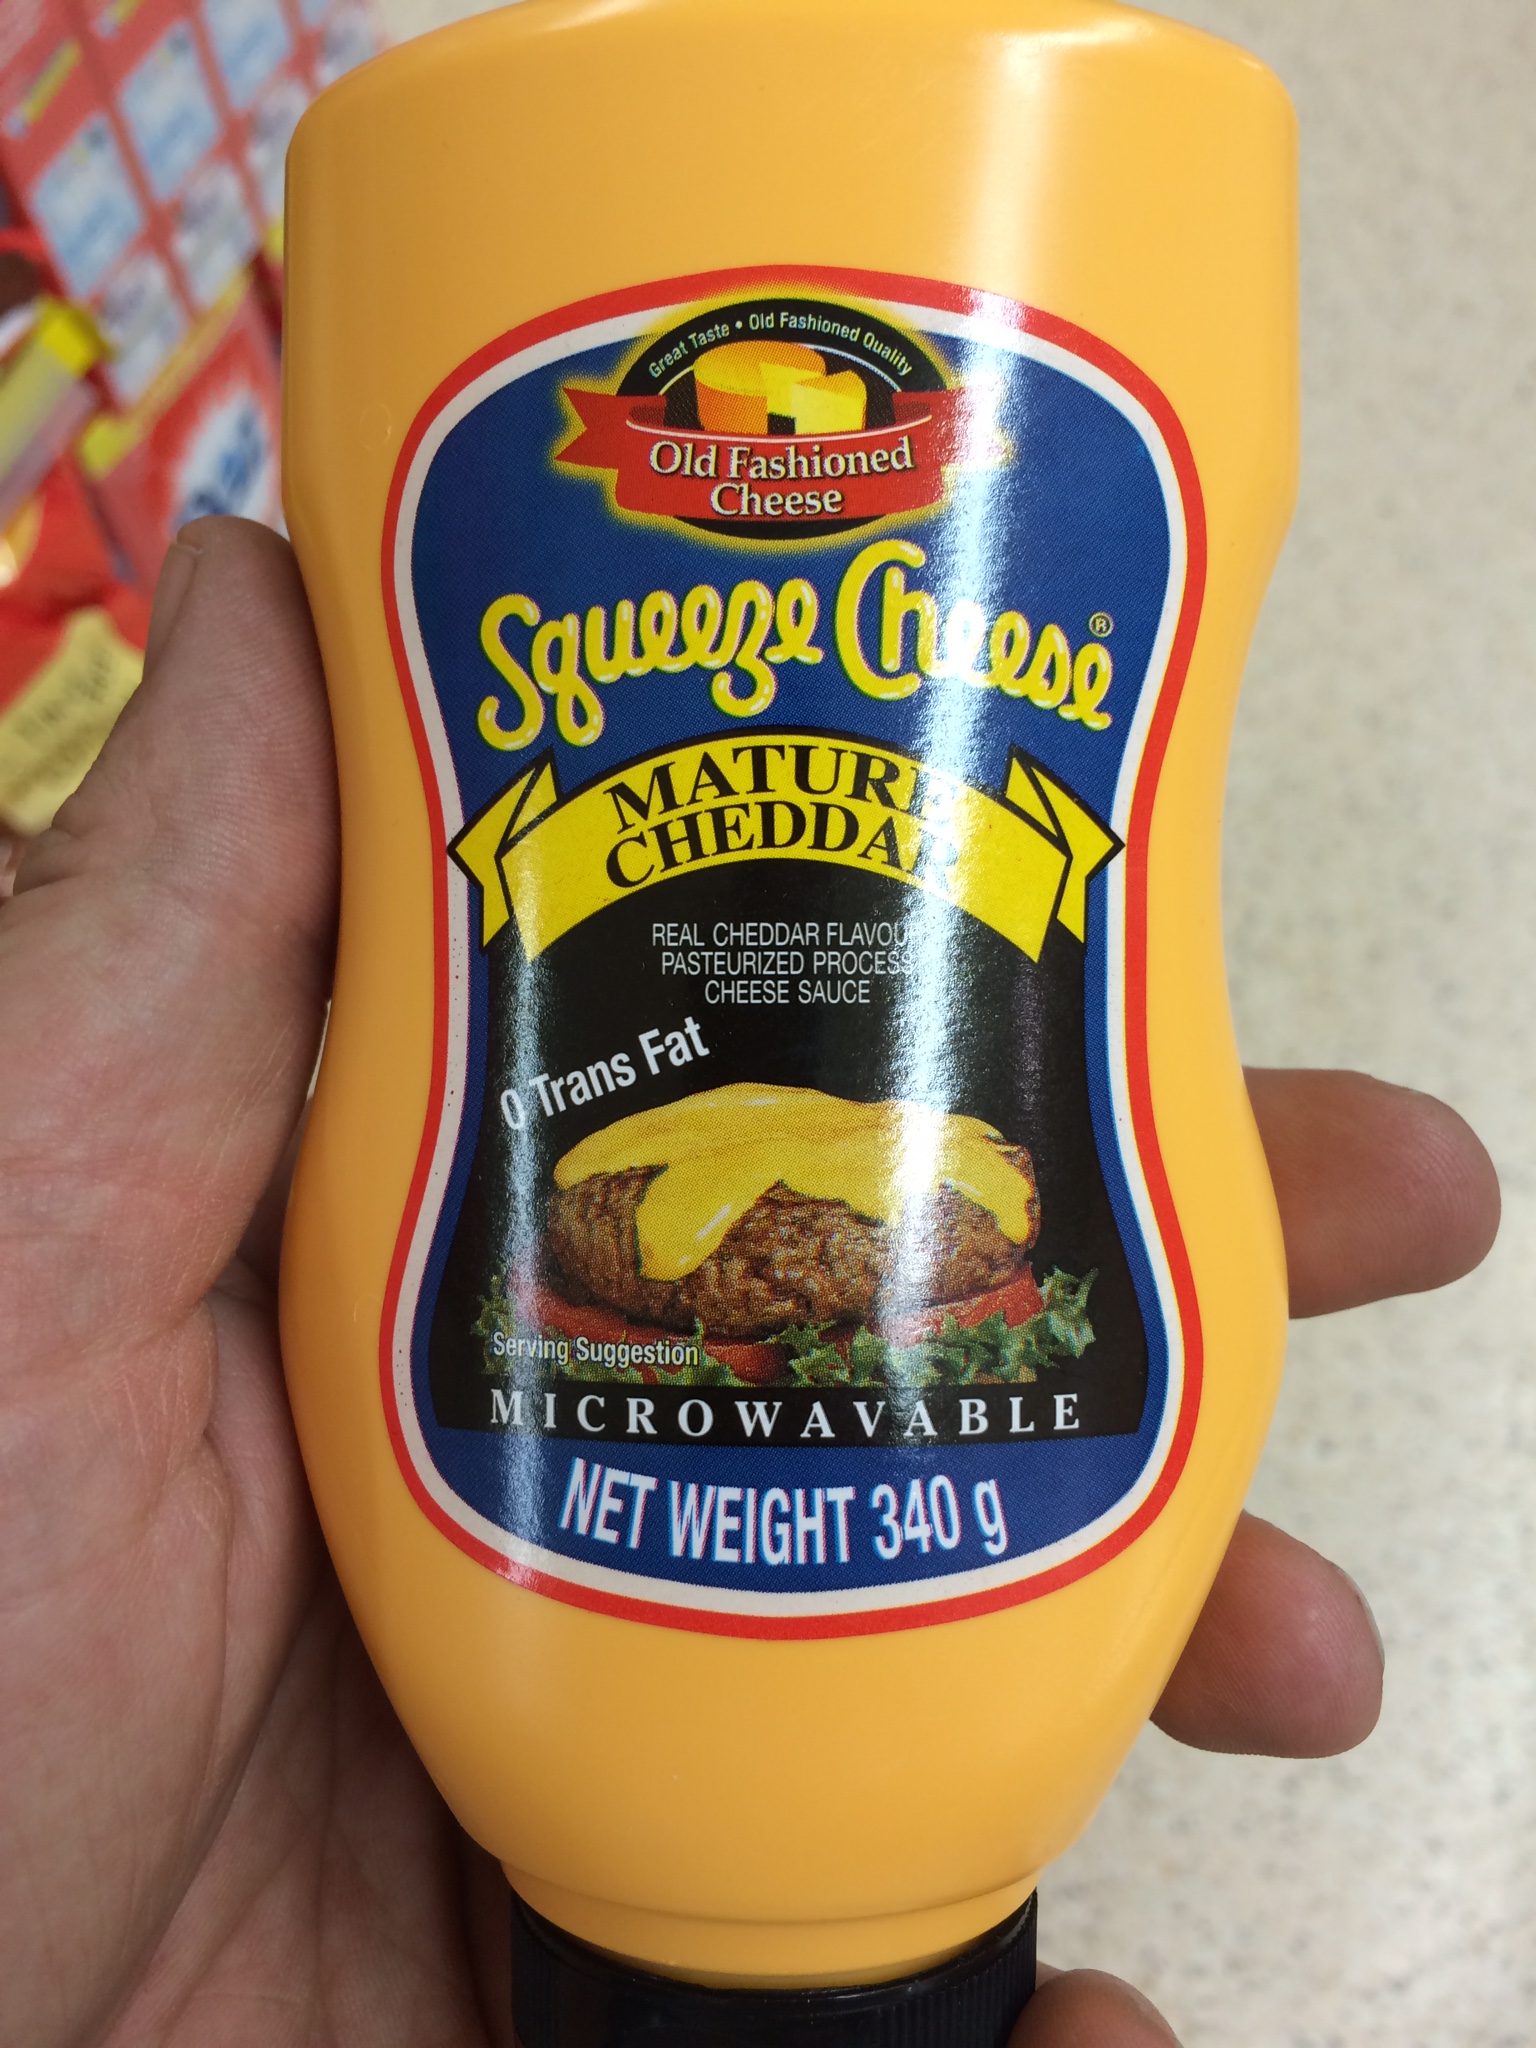 Great Taste • Old Fashioned Quality
Old Fashioned
Cheese
Squeeze Cheese®
MATURE
CHEDDAR
REAL CHEDDAR FLAVOUR
PASTEURIZED PROCESS
CHEESE SAUCE
0 Trans Fat
Serving Suggestion
MICROWAVABLE
NET WEIGHT 340 g